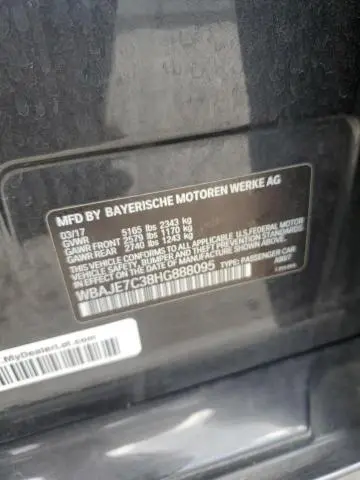 MFD BY BAYERISCHE MOTOREN WERKE AG
03/17
GVWR 5165 lbs 2343 kg
GAWR FRONT 2570 lbs 1170 kg
GAWR REAR 2740 lbs 1243 kg
THIS VEHICLE CONFORMS TO ALL APPLICABLE U.S. FEDERAL MOTOR
VEHICLE SAFETY, BUMPER AND THEFT PREVENTION STANDARDS
IN EFFECT ON THE DATE OF MANUFACTURE SHOWN ABOVE.
WBAJE7C38HG888095 TYPE: PASSENGER CAR
MyDealerLot.com